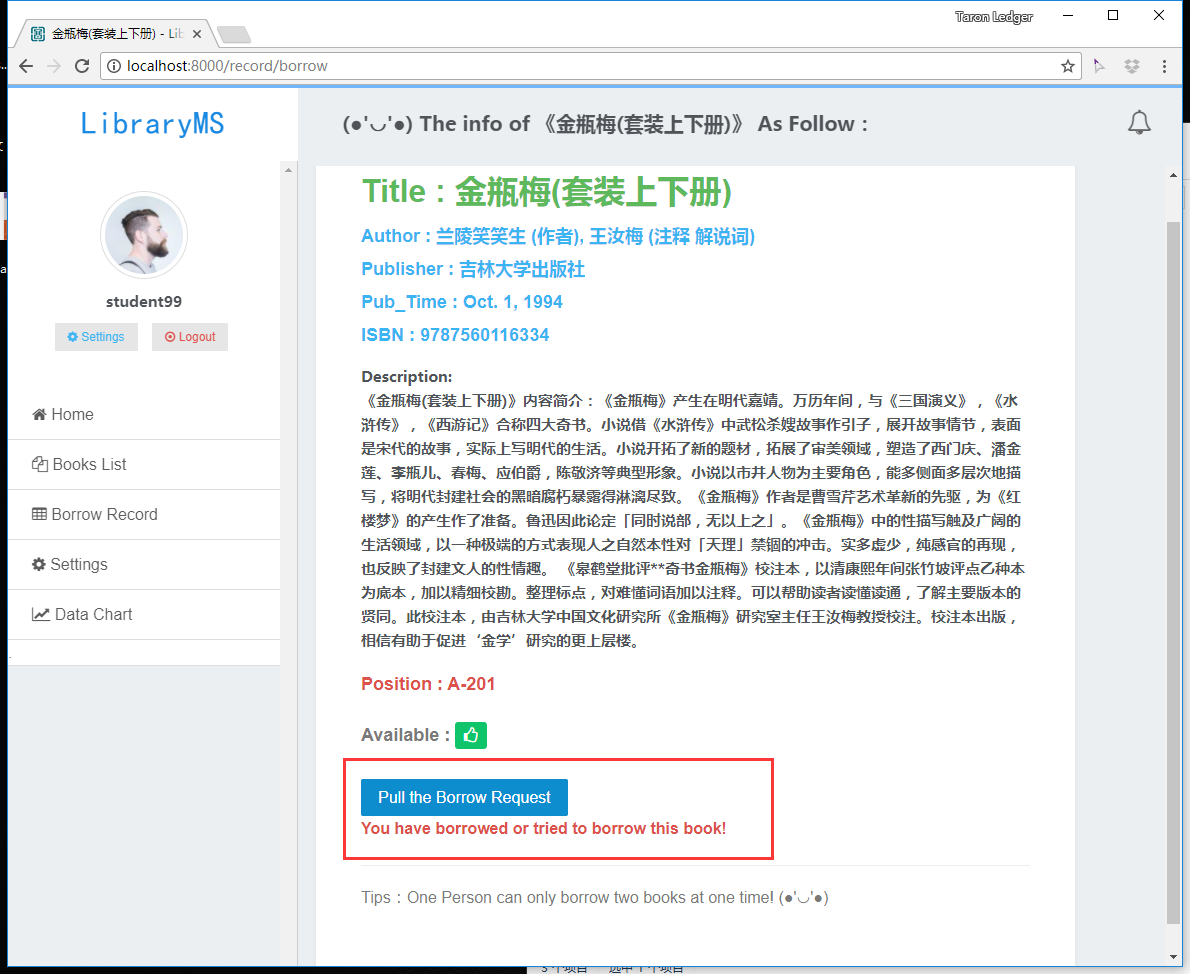 Taron Ledger
金瓶梅(套装上下册) - Lib
localhost:8000/record/borrow
LibraryMS
(●'◡'●) The info of 《金瓶梅(套装上下册)》 As Follow :
student99
Settings
Logout
Home
Books List
Borrow Record
Settings
Data Chart
Title : 金瓶梅(套装上下册)
Author : 兰陵笑笑生 (作者), 王汝梅 (注释 解说词)
Publisher : 吉林大学出版社
Pub_Time : Oct. 1, 1994
ISBN : 9787560116334
Description:
《金瓶梅(套装上下册)》内容简介：《金瓶梅》产生在明代嘉靖。万历年间，与《三国演义》，《水
浒传》，《西游记》合称四大奇书。小说借《水浒传》中武松杀嫂故事作引子，展开故事情节，表面
是宋代的故事，实际上写明代的生活。小说开拓了新的题材，拓展了审美领域，塑造了西门庆、潘金
莲、李瓶儿、春梅、应伯爵，陈敬济等典型形象。小说以市井人物为主要角色，能多侧面多层次地描
写，将明代封建社会的黑暗腐朽暴露得淋漓尽致。《金瓶梅》作者是曹雪芹艺术革新的先驱，为《红
楼梦》的产生作了准备。鲁迅因此论定「同时说部，无以上之」。《金瓶梅》中的性描写触及广阔的
生活领域，以一种极端的方式表现人之自然本性对「天理」禁锢的冲击。实多虚少，纯感官的再现，
也反映了封建文人的性情趣。 《皋鹤堂批评**奇书金瓶梅》校注本，以清康熙年间张竹坡评点乙种本
为底本，加以精细校勘。整理标点，对难懂词语加以注释。可以帮助读者读懂读通，了解主要版本的
贤同。此校注本，由吉林大学中国文化研究所《金瓶梅》研究室主任王汝梅教授校注。校注本出版，
相信有助于促进‘金学’研究的更上层楼。
Position : A-201
Available :
Pull the Borrow Request
You have borrowed or tried to borrow this book!
Tips : One Person can only borrow two books at one time! (●'◡'●)